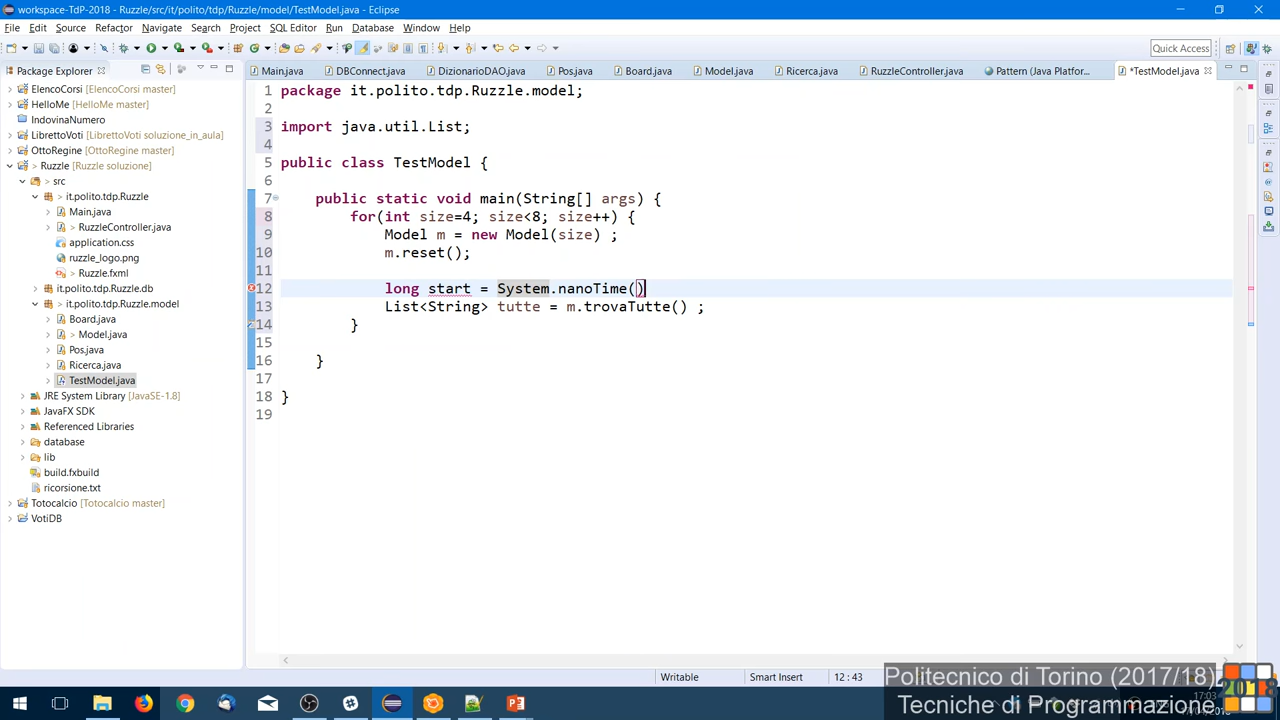 workspace-TdP-2018 - Ruzzle/src/it/polito/tdp/Ruzzle/model/TestModel.java - Eclipse
File Edit Source Refactor Navigate Search Project SQL Editor Run Database Window Help
Quick Access
Package Explorer
Main.java DBConnect.java DizionarioDAO.java Pos.java Board.java Model.java Ricerca.java RuzzleController.java Pattern (Java Platfor... *TestModel.java
ElencoCorsi [ElencoCorsi master]
HelloMe [HelloMe master]
IndovinaNumero
LibrettoVoti [LibrettoVoti soluzione_in_aula]
OttoRegine [OttoRegine master]
> Ruzzle [Ruzzle soluzione]
> src
> it.polito.tdp.Ruzzle
Main.java
> RuzzleController.java
application.css
ruzzle_logo.png
> Ruzzle.fxml
it.polito.tdp.Ruzzle.db
> it.polito.tdp.Ruzzle.model
Board.java
> Model.java
Pos.java
Ricerca.java
TestModel.java
JRE System Library [JavaSE-1.8]
JavaFX SDK
Referenced Libraries
database
lib
build.fxbuild
ricorsione.txt
Totocalcio [Totocalcio master]
VotiDB
1 package it.polito.tdp.Ruzzle.model;
2
3 import java.util.List;
4
5 public class TestModel {
6
7 public static void main(String[] args) {
8 for(int size=4; size<8; size++) {
9 Model m = new Model(size) ;
10 m.reset();
11
12 long start = System.nanoTime()
13 List<String> tutte = m.trovaTutte() ;
14 }
15
16 }
17
18 }
19
Writable Smart Insert 12 : 43
Politecnico di Torino (2017/18)
Tecniche di Programmazione
2018
17:03